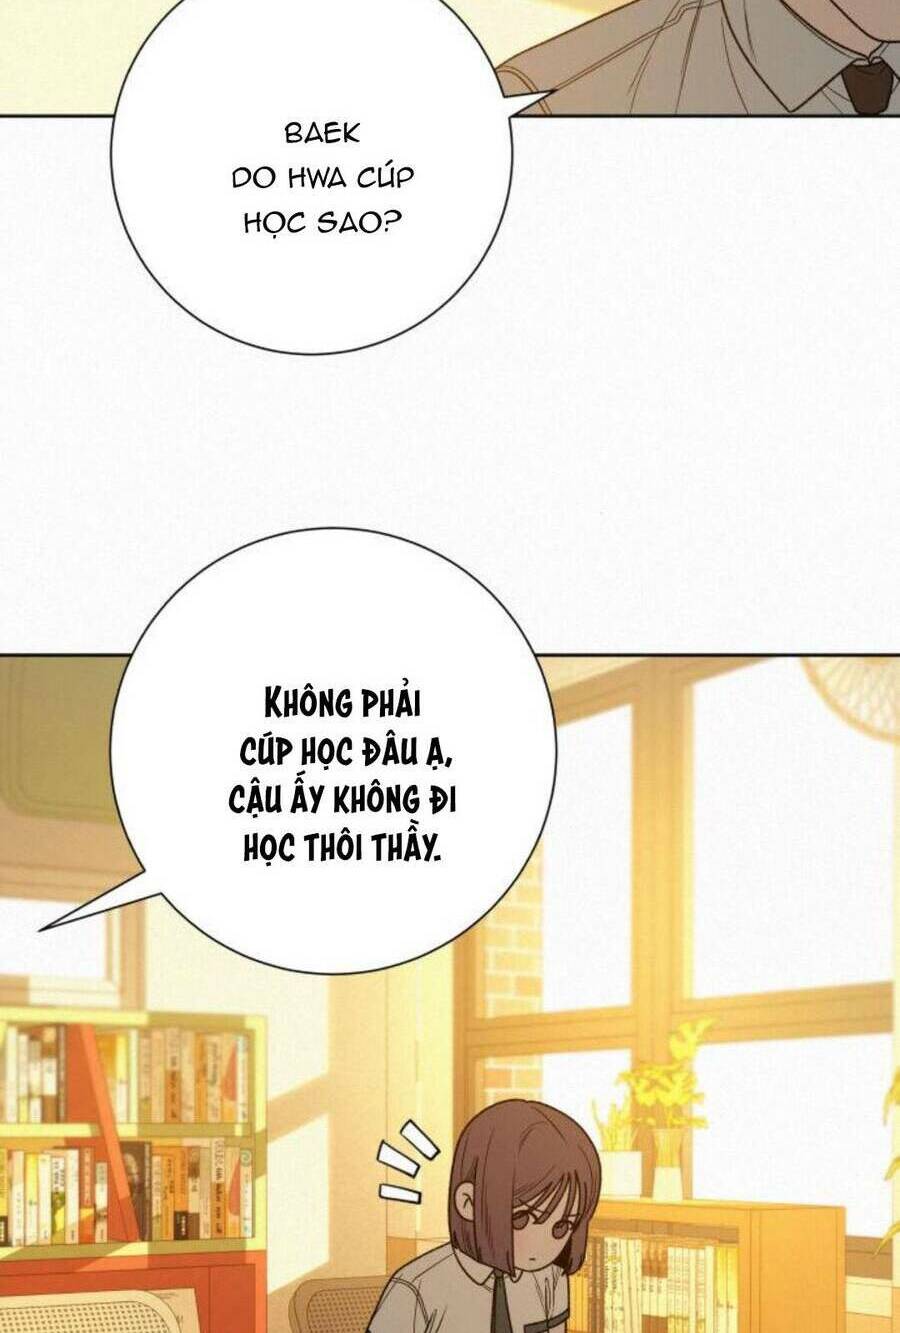 BAEK
DO HWA CÚP
HỌC SAO?
KHÔNG PHẢI
CÚP HỌC ĐÂU Ạ,
CẬU ẤY KHÔNG ĐI
HỌC THÔI THẦY.